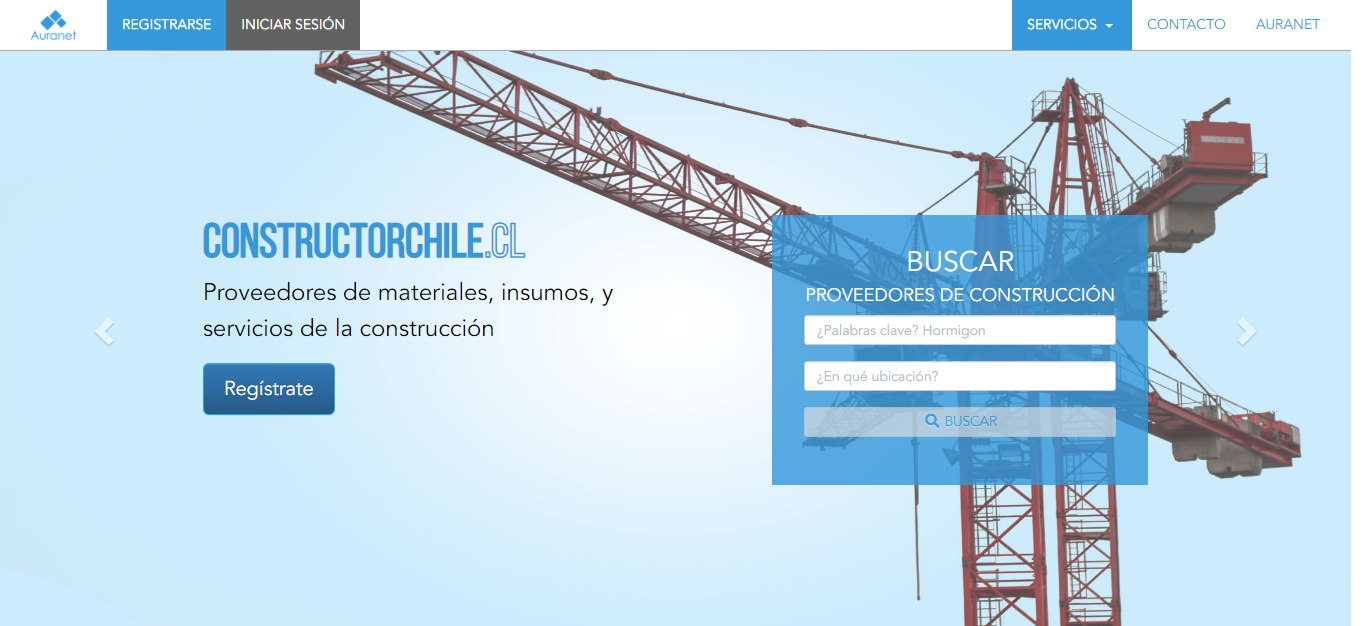 Auranet
REGISTRARSE
INICIAR SESIÓN
SERVICIOS
CONTACTO
AURANET
CONSTRUCTORCHILE.CL
Proveedores de materiales, insumos, y
servicios de la construcción
Regístrate
BUSCAR
PROVEEDORES DE CONSTRUCCIÓN
¿Palabras clave? Hormigon
¿En qué ubicación?
BUSCAR